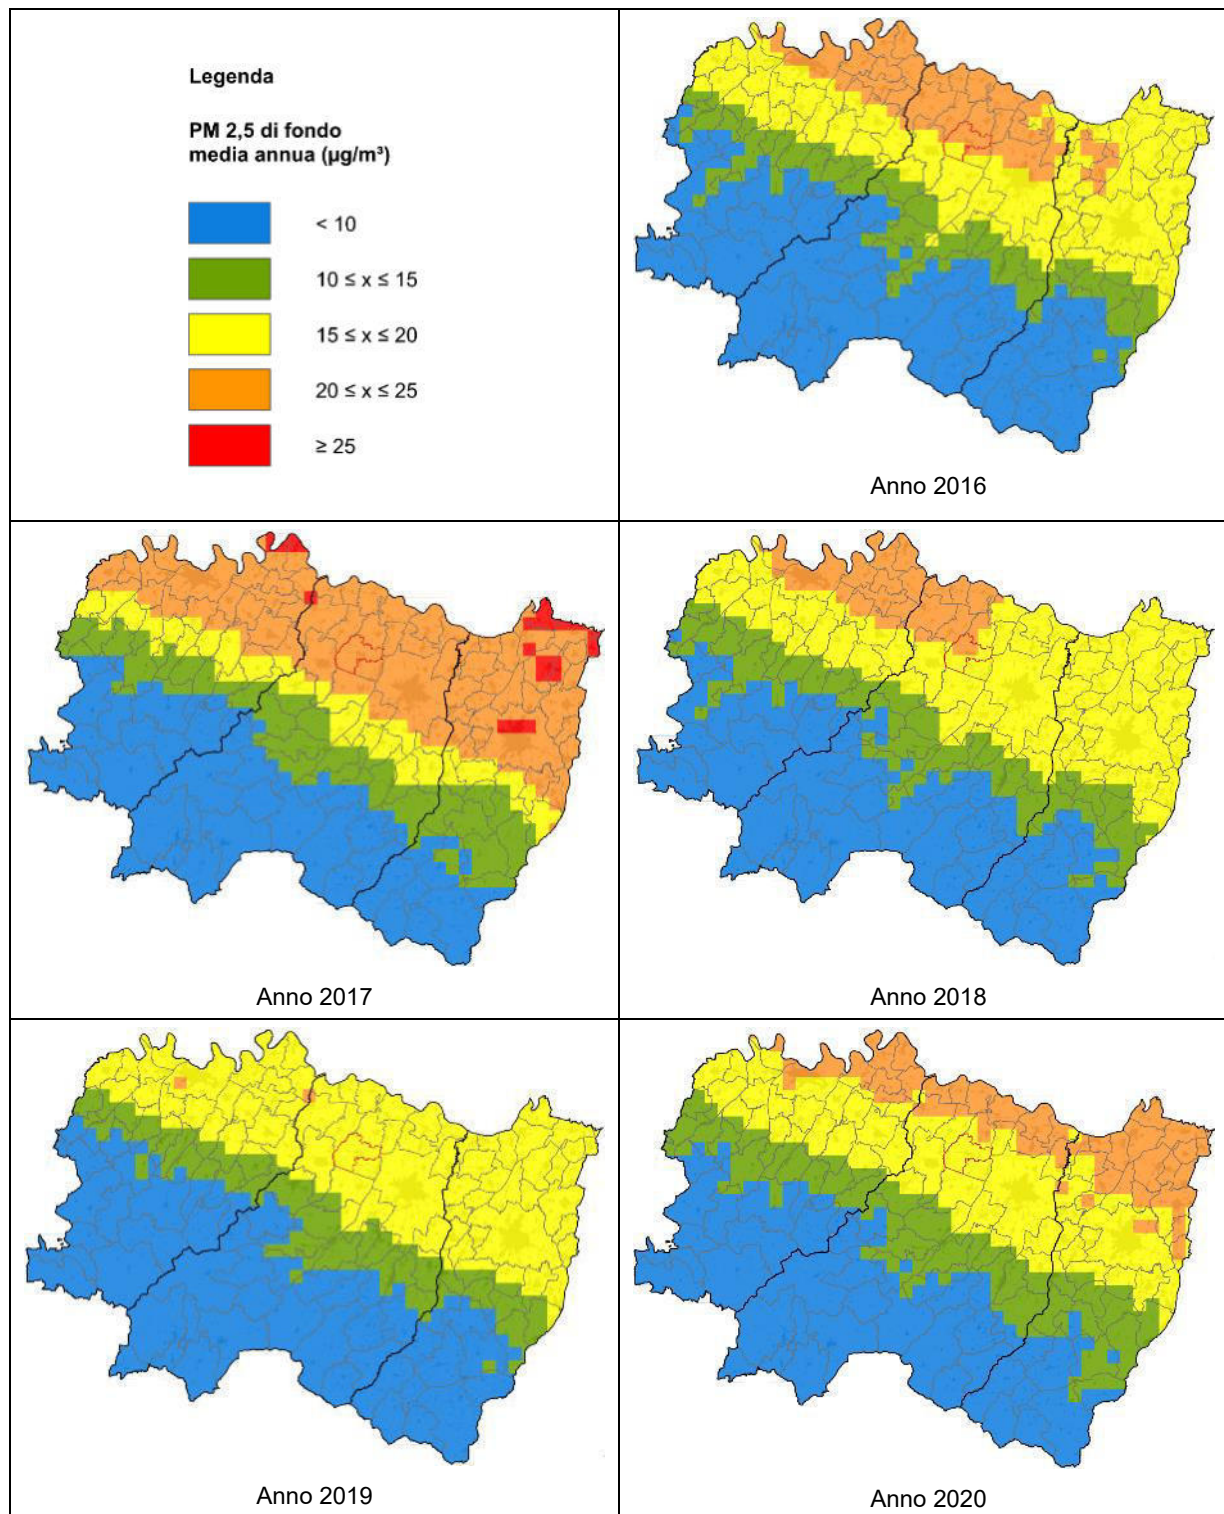 Legenda
PM 2,5 di fondo
media annua (µg/m³)
< 10
10 ≤ x ≤ 15
15 ≤ x ≤ 20
20 ≤ x ≤ 25
≥ 25
Anno 2016
Anno 2017
Anno 2018
Anno 2019
Anno 2020